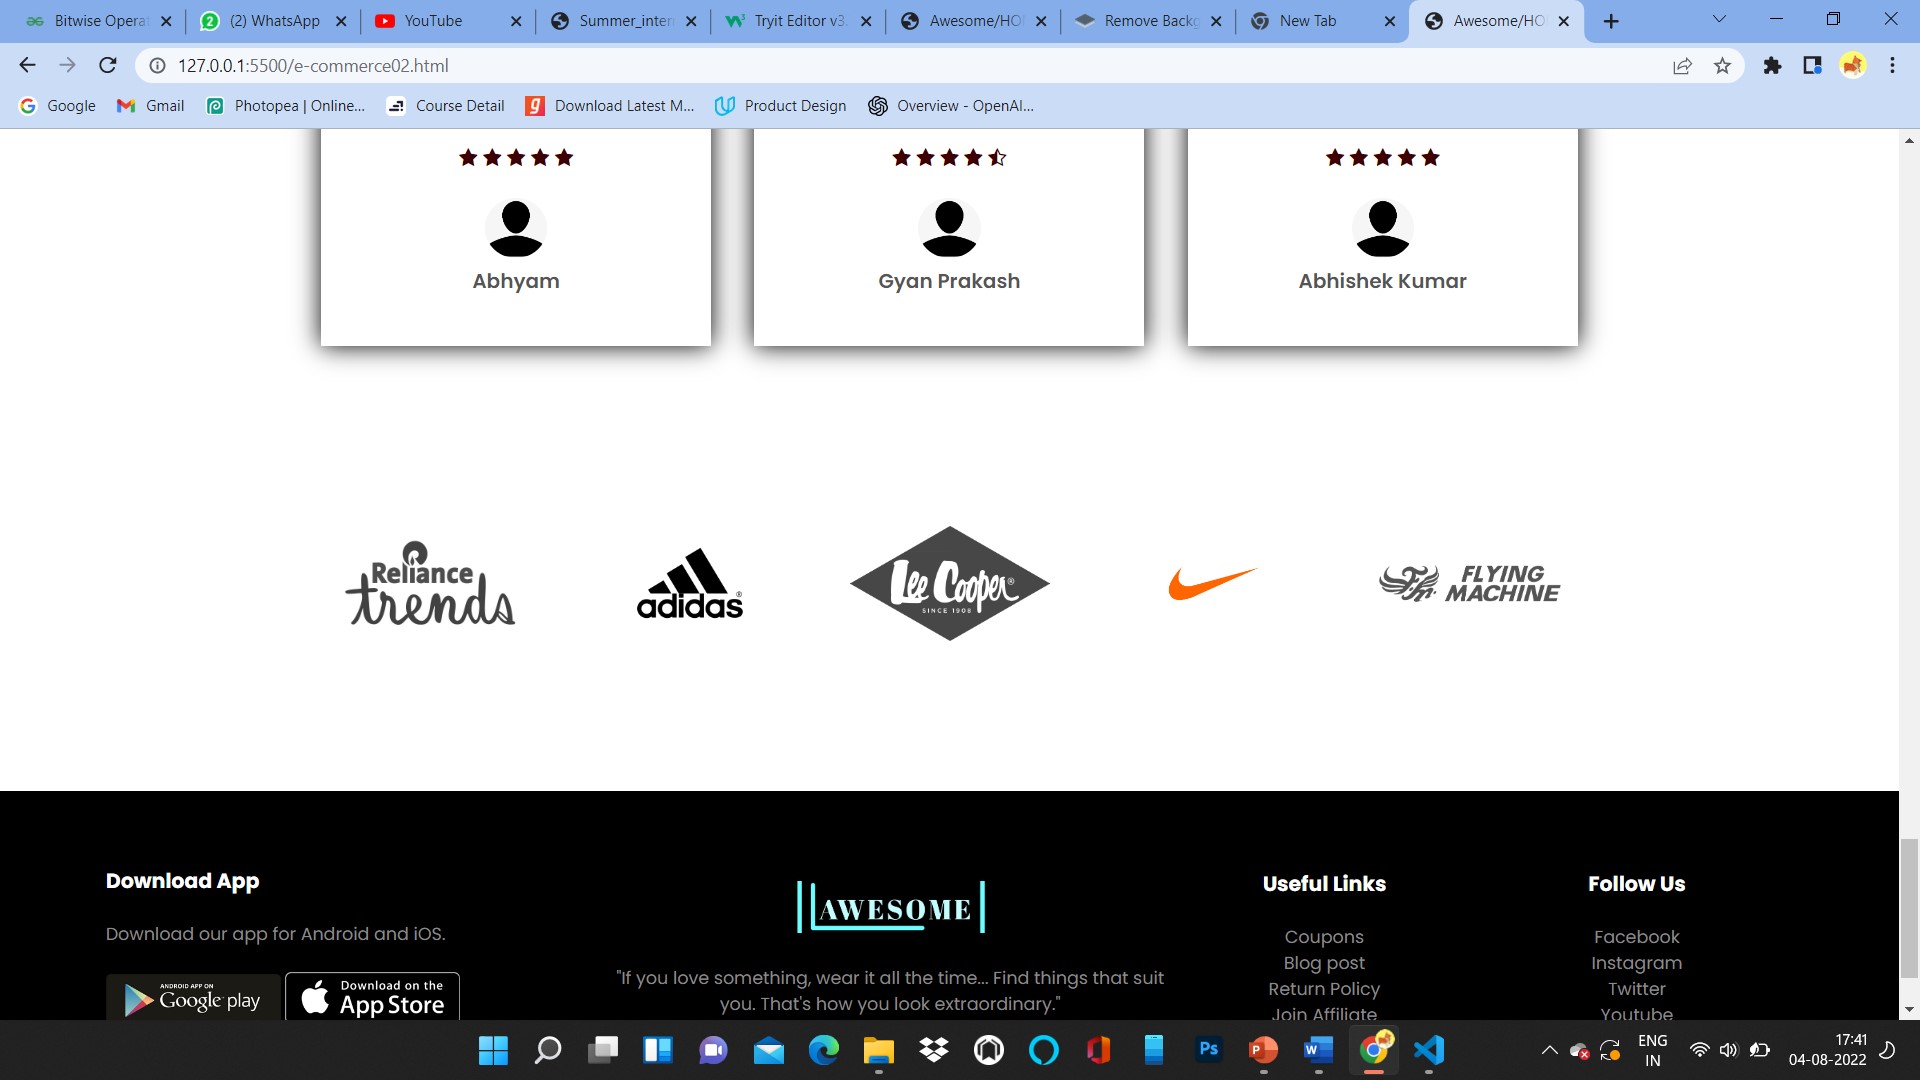 Bitwise Operat
(2) WhatsApp
YouTube
Summer_inter
Tryit Editor v3.
Awesome/HO
Remove Backg
New Tab
Awesome/HO
127.0.0.1:5500/e-commerce02.html
Google
Gmail
Photopea | Online...
Course Detail
Download Latest M...
Product Design
Overview - OpenAI...
Abhyam
Gyan Prakash
Abhishek Kumar
Reliance
trends
adidas®
Lee Cooper®
SINCE 1908
FLYING
MACHINE
Download App
Download our app for Android and iOS.
ANDROID APP ON
Google play
Download on the
App Store
AWESOME
"If you love something, wear it all the time... Find things that suit
you. That's how you look extraordinary."
Useful Links
Coupons
Blog post
Return Policy
Join Affiliate
Follow Us
Facebook
Instagram
Twitter
Youtube
Ps
ENG
IN
17:41
04-08-2022